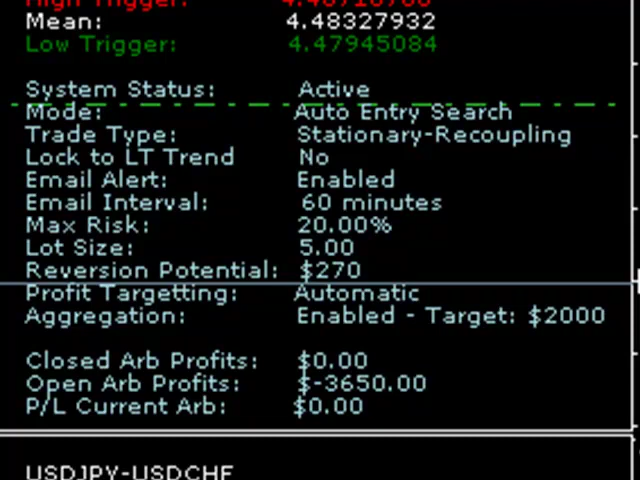 High Trigger:
Mean: 4.48327932
Low Trigger: 4.47945084
System Status: Active
Mode: Auto Entry Search
Trade Type: Stationary-Recoupling
Lock to LT Trend No
Email Alert: Enabled
Email Interval: 60 minutes
Max Risk: 20.00%
Lot Size: 5.00
Reversion Potential: $270
Profit Targetting: Automatic
Aggregation: Enabled - Target: $2000
Closed Arb Profits: $0.00
Open Arb Profits: $-3650.00
P/L Current Arb: $0.00
USDJPY-USDCHF